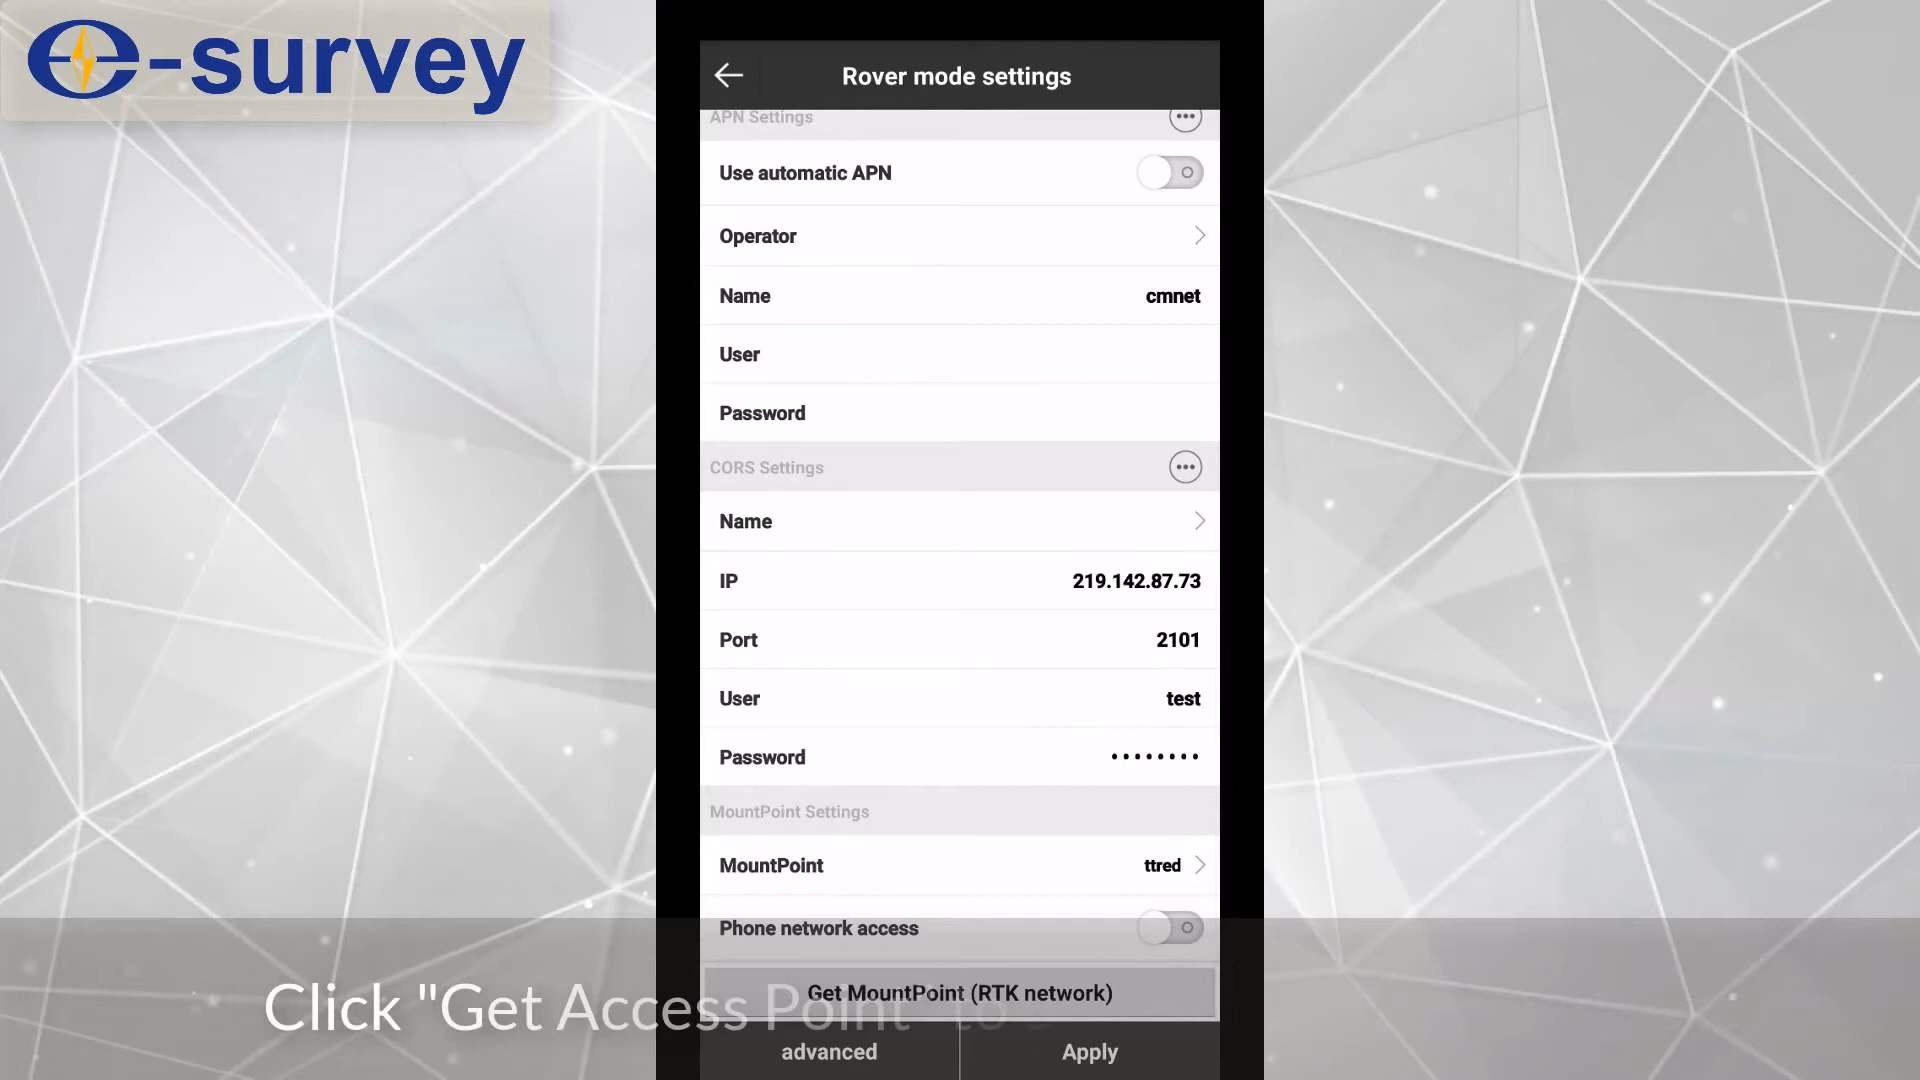 e-survey
Rover mode settings
APN Settings
Use automatic APN
Operator
Name cmnet
User
Password
CORS Settings
Name
IP 219.142.87.73
Port 2101
User test
Password ••••••••
MountPoint Settings
MountPoint ttred
Phone network access
Get MountPoint (RTK network)
Click "Get Access Point" to
advanced Apply